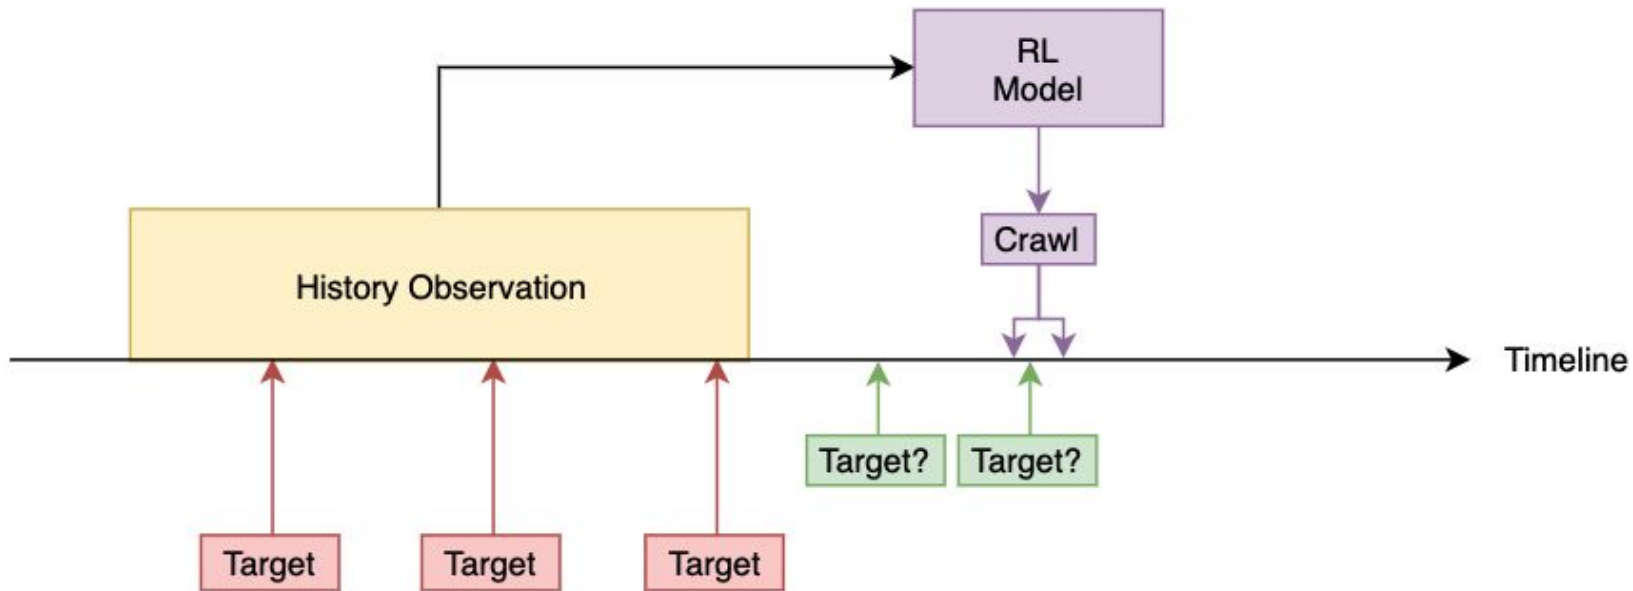 RL
Model
Crawl
History Observation
Timeline
Target?
Target?
Target
Target
Target